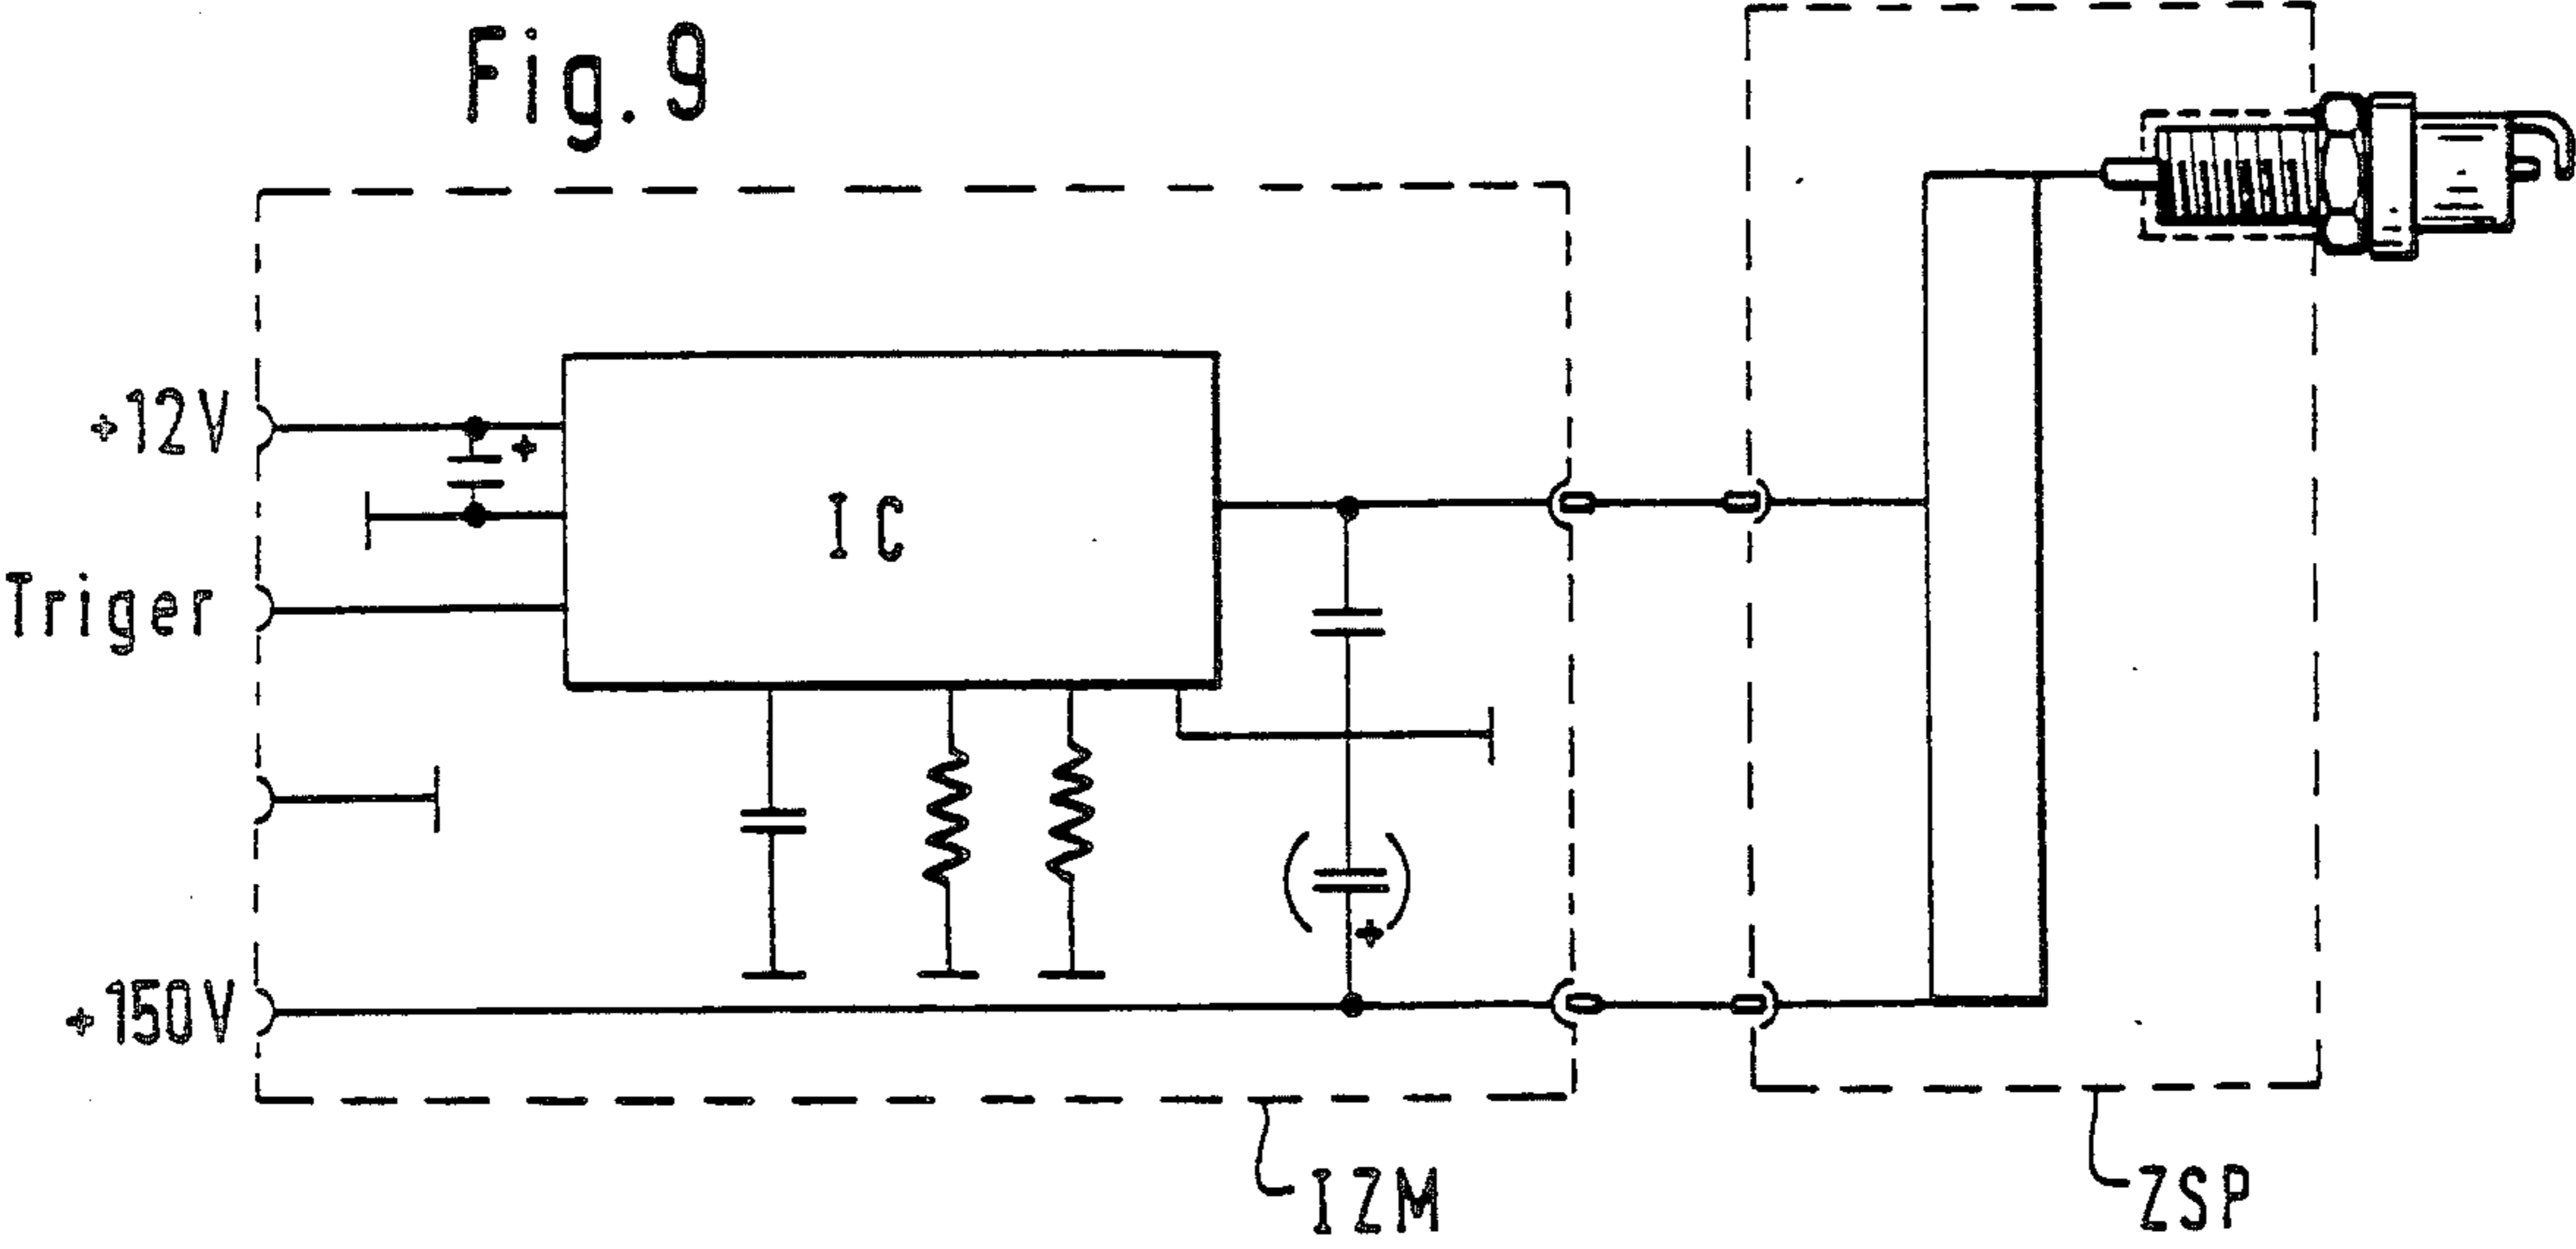 Fig. 9
+12V
+
IC
Triger
+
+150V
IZM
ZSP